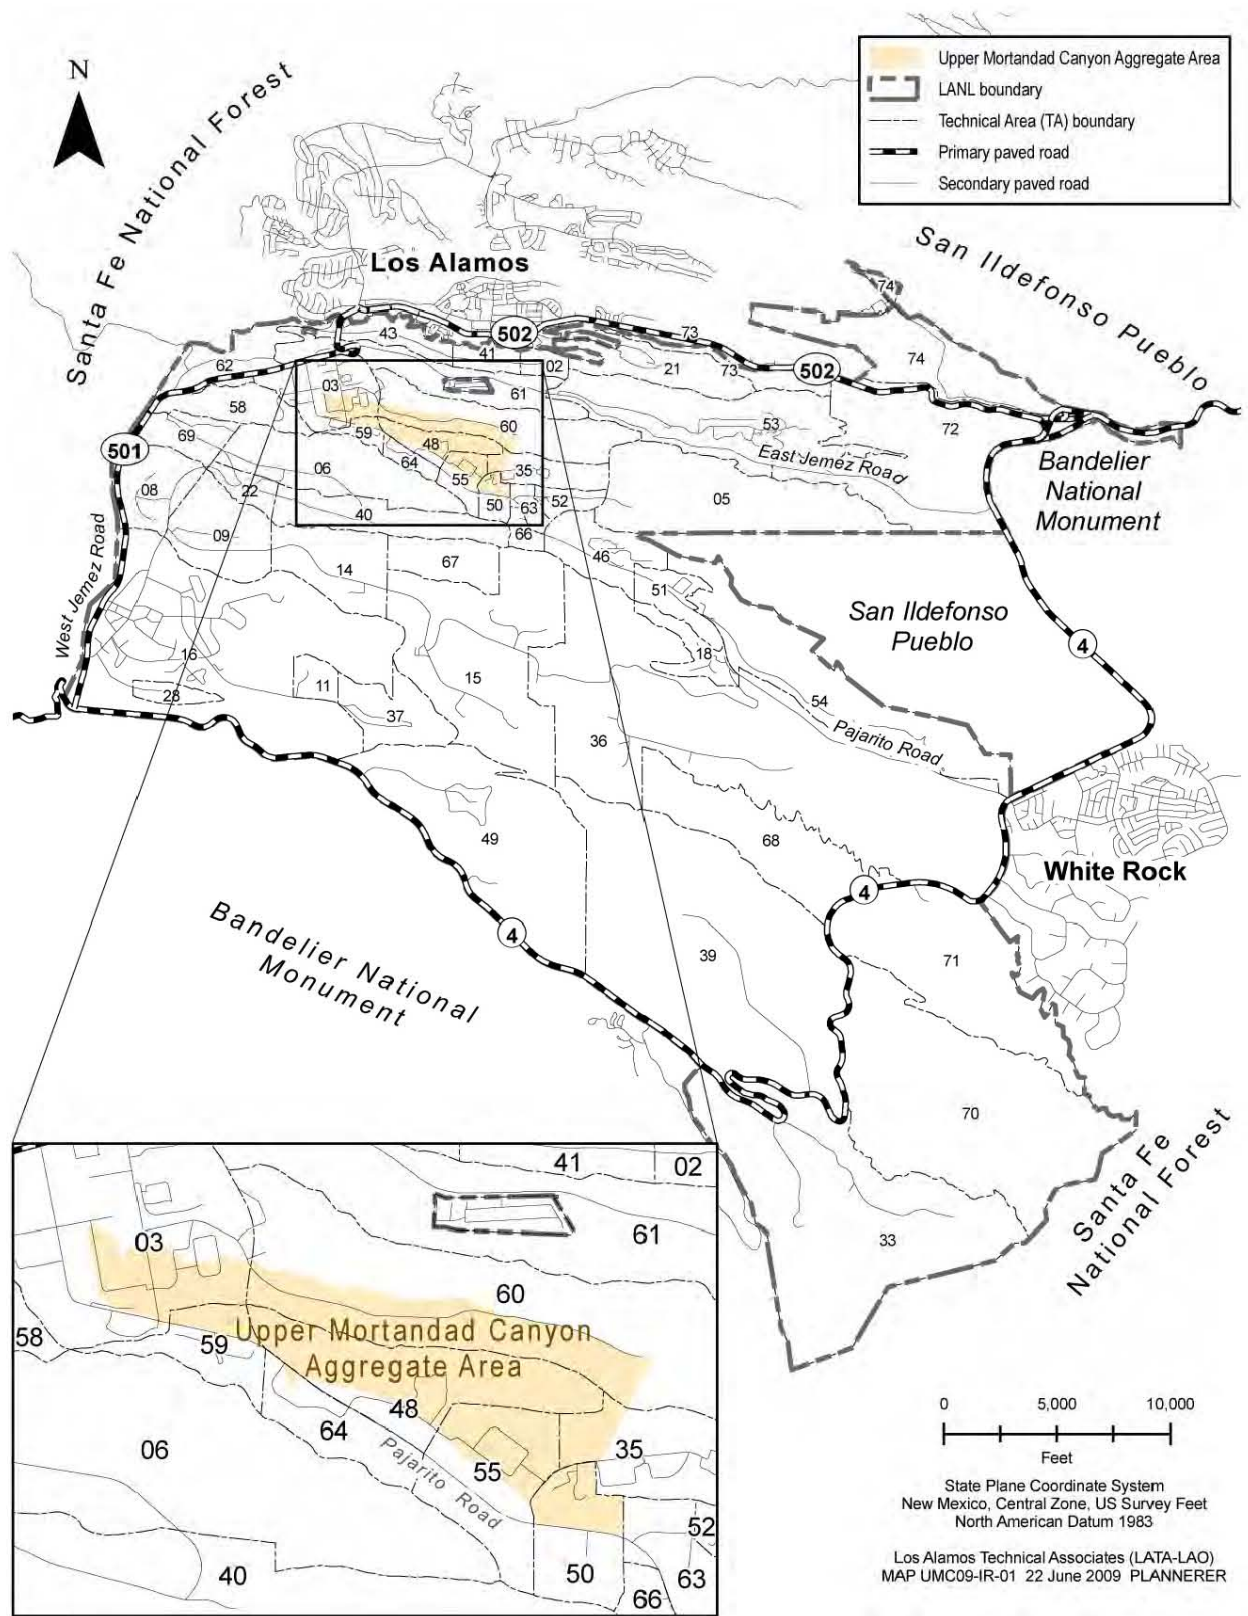 Upper Mortandad Canyon Aggregate Area
LANL boundary
Technical Area (TA) boundary
Primary paved road
Secondary paved road
N
Santa Fe National Forest
San Ildefonso Pueblo
Los Alamos
74
43
502
73
41
02
21
73
502
74
62
03
61
58
60
53
72
59
48
501
69
East Jemez Road
Bandelier
National
Monument
06
64
55
35
08
22
50
63
52
05
40
66
09
46
West Jemez Road
14
67
51
San Ildefonso
Pueblo
4
16
18
11
15
28
37
54
36
Pajarito Road
49
68
White Rock
4
Bandelier National
Monument
4
39
71
70
Santa Fe
National Forest
33
41
02
03
61
60
58
59
Upper Mortandad Canyon
Aggregate Area
48
64
35
06
Pajarito Road
55
52
40
50
63
66
0 5,000 10,000
Feet
State Plane Coordinate System
New Mexico, Central Zone, US Survey Feet
North American Datum 1983
Los Alamos Technical Associates (LATA-LAO)
MAP UMC09-IR-01 22 June 2009 PLANNERER